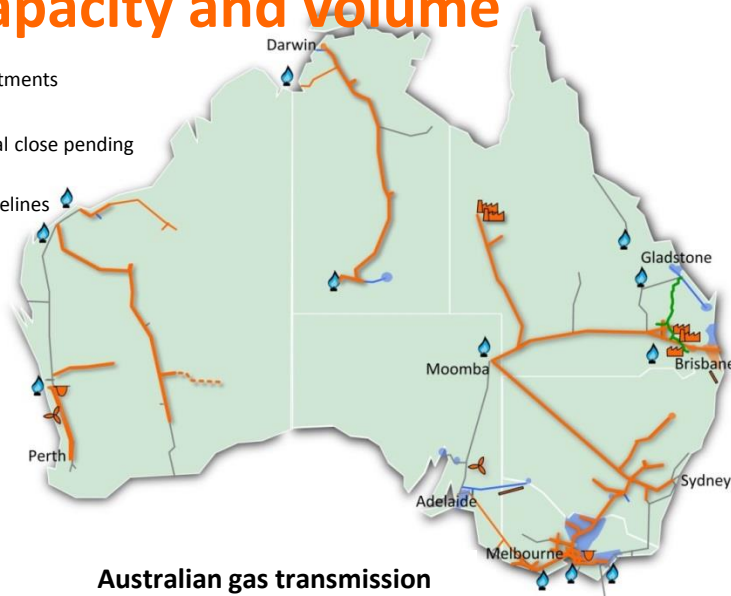 apacity and volume
Darwin
tments
al close pending
elines
Gladstone
Moomba
Brisbane
Perth
Adelaide
Sydney
Melbourne
Australian gas transmission